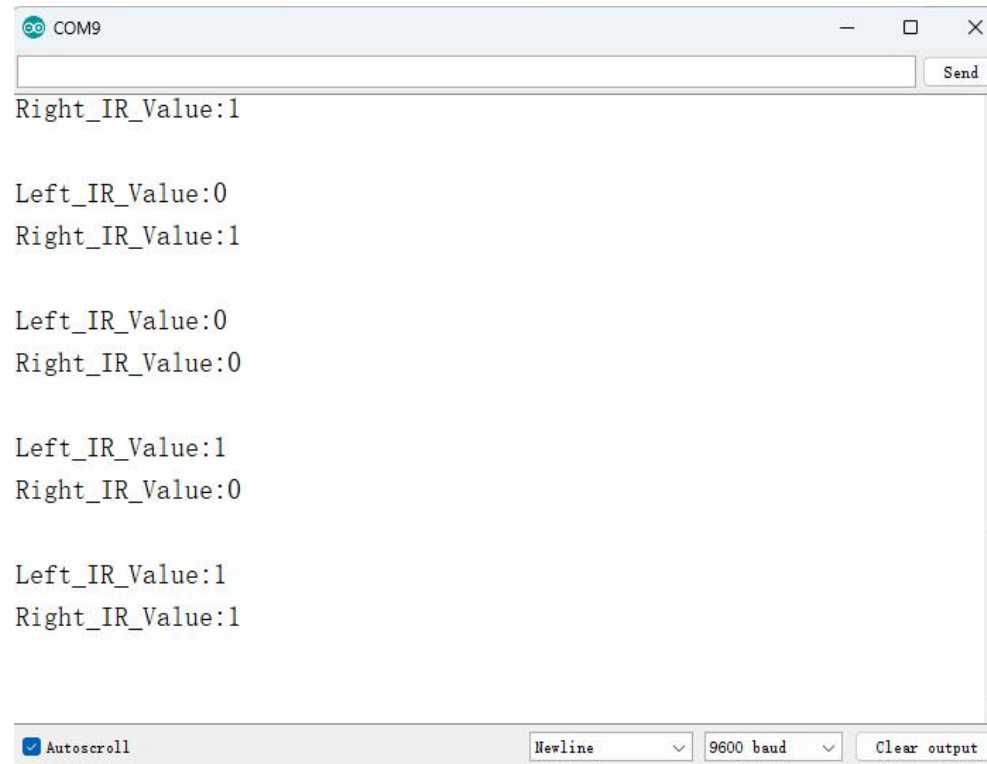 COM9
Send
Right_IR_Value:1
Left_IR_Value:0
Right_IR_Value:1
Left_IR_Value:0
Right_IR_Value:0
Left_IR_Value:1
Right_IR_Value:0
Left_IR_Value:1
Right_IR_Value:1
Autoscroll
Newline
9600 baud
Clear output